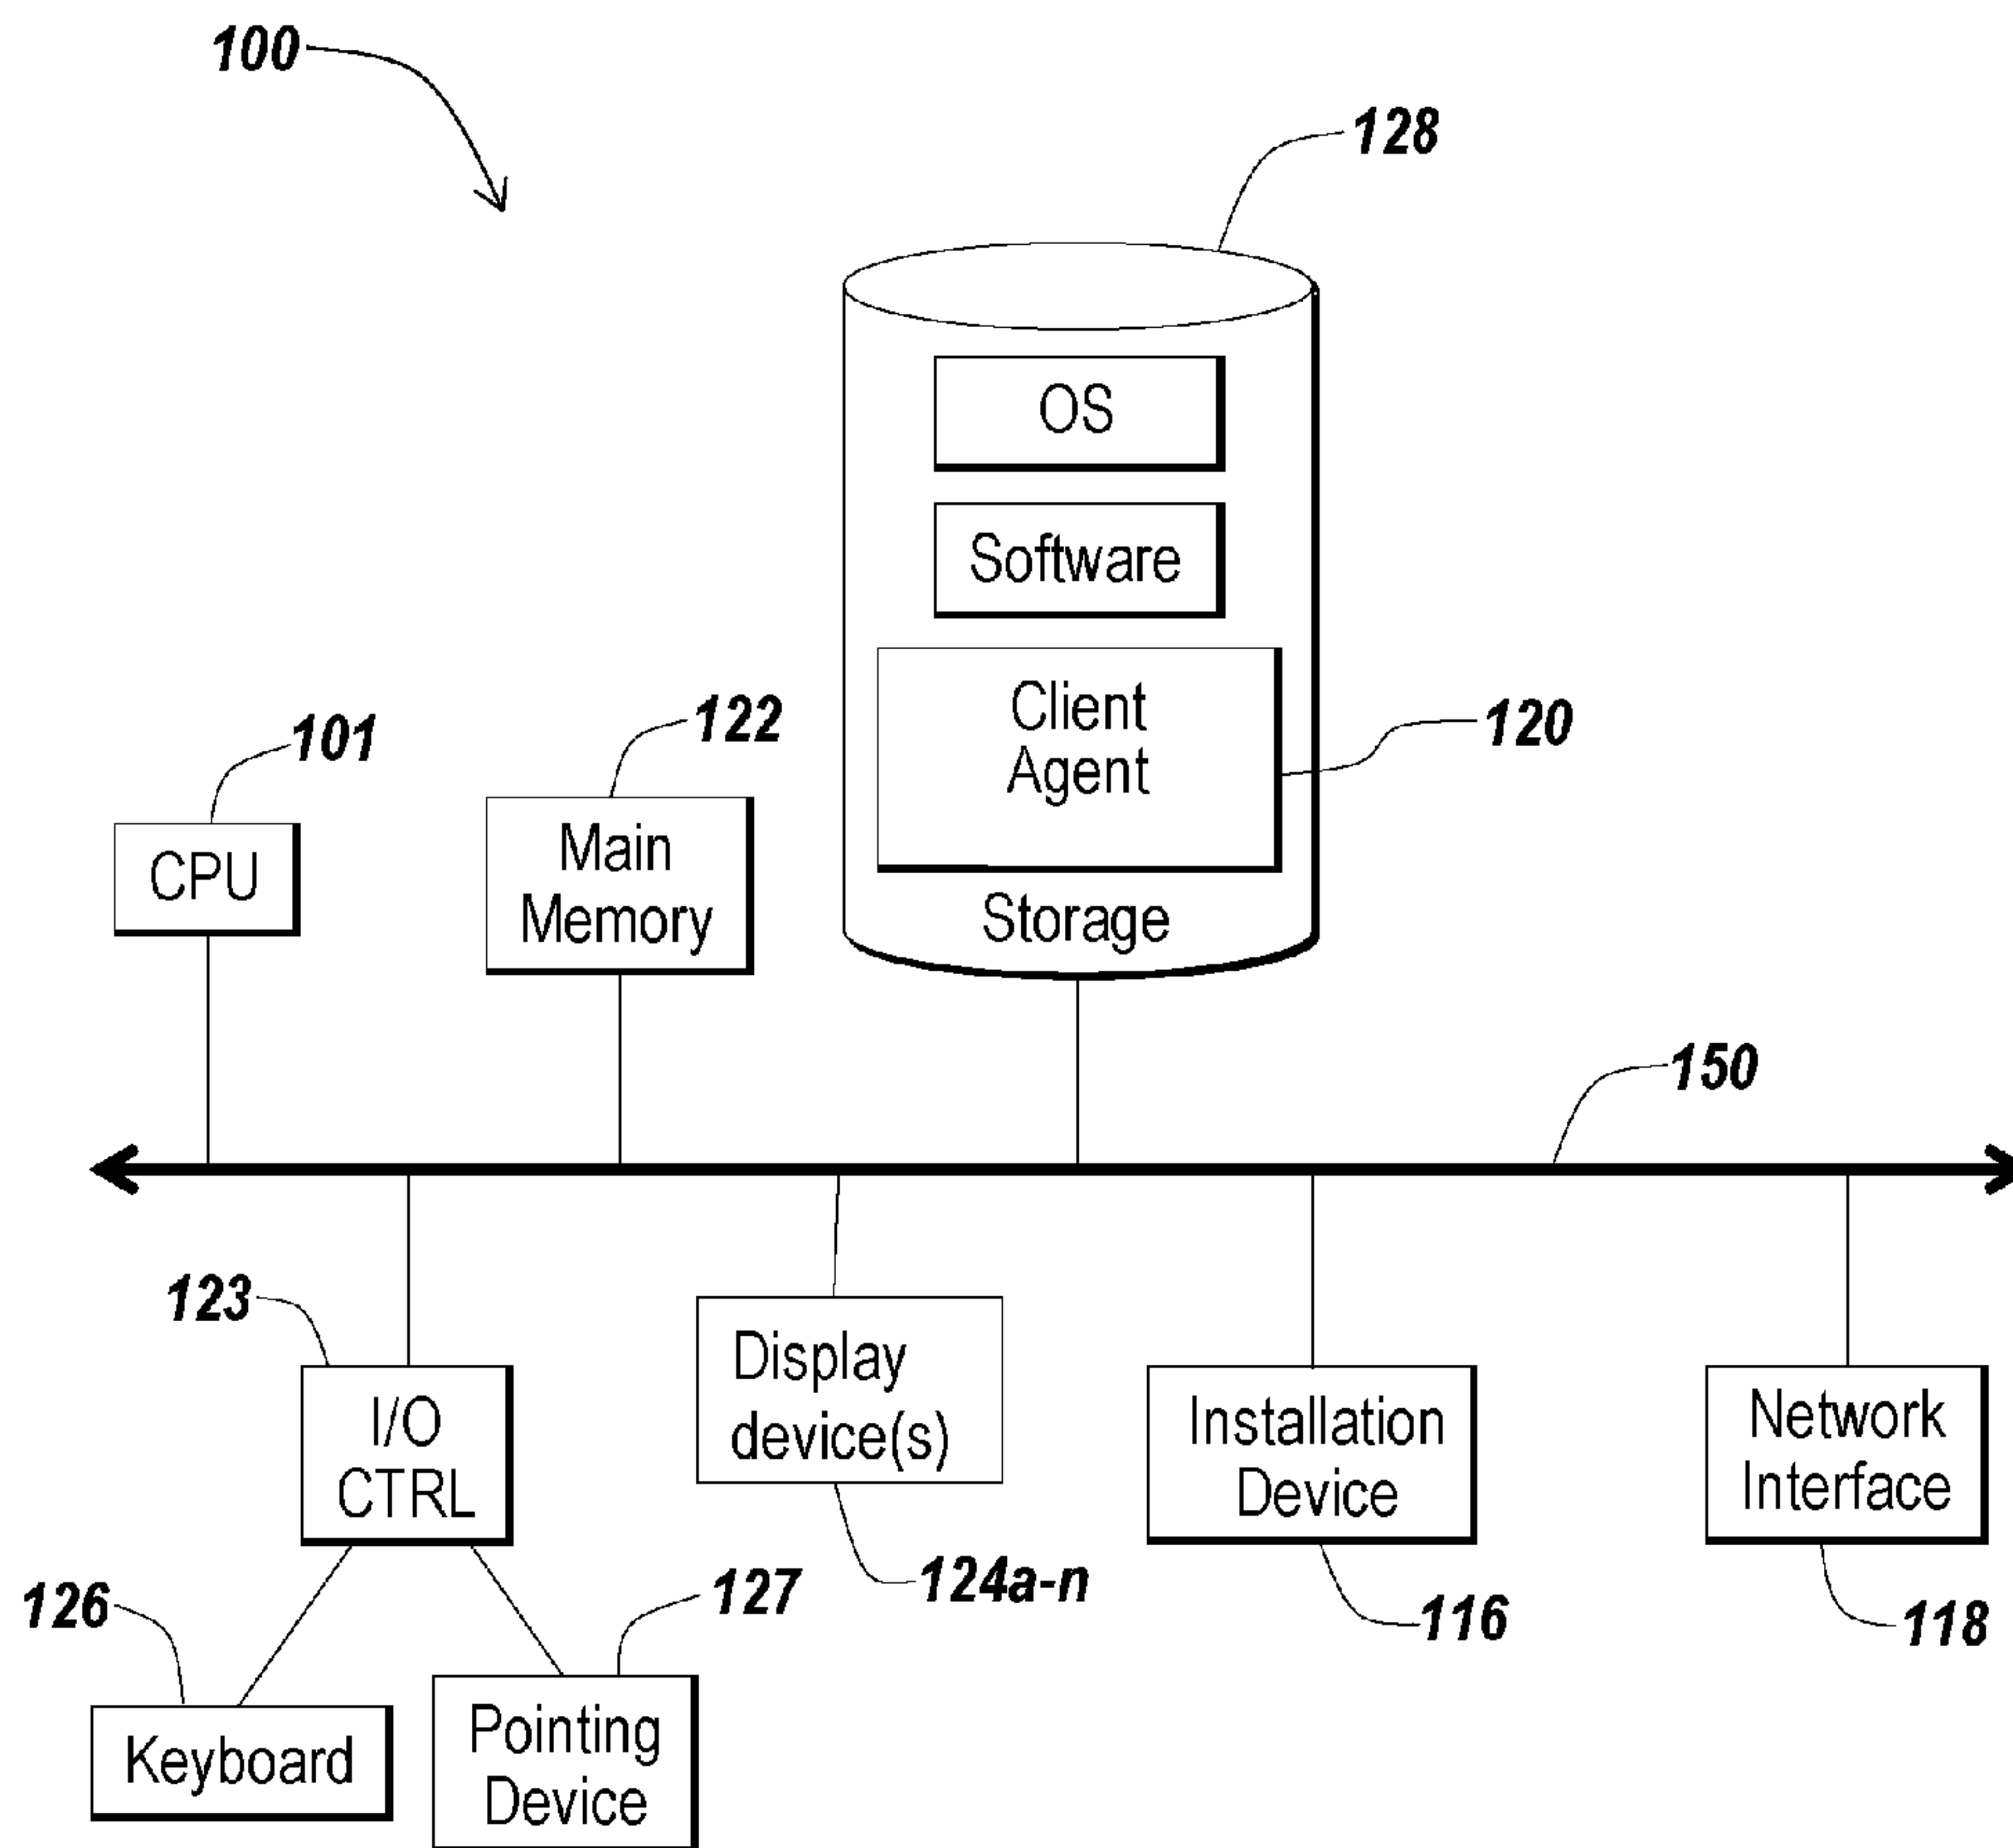 100
128
OS
Software
Client
Agent
120
Storage
101
CPU
122
Main
Memory
150
123
I/O
CTRL
Display
device(s)
124a-n
Installation
Device
116
Network
Interface
118
126
Keyboard
127
Pointing
Device